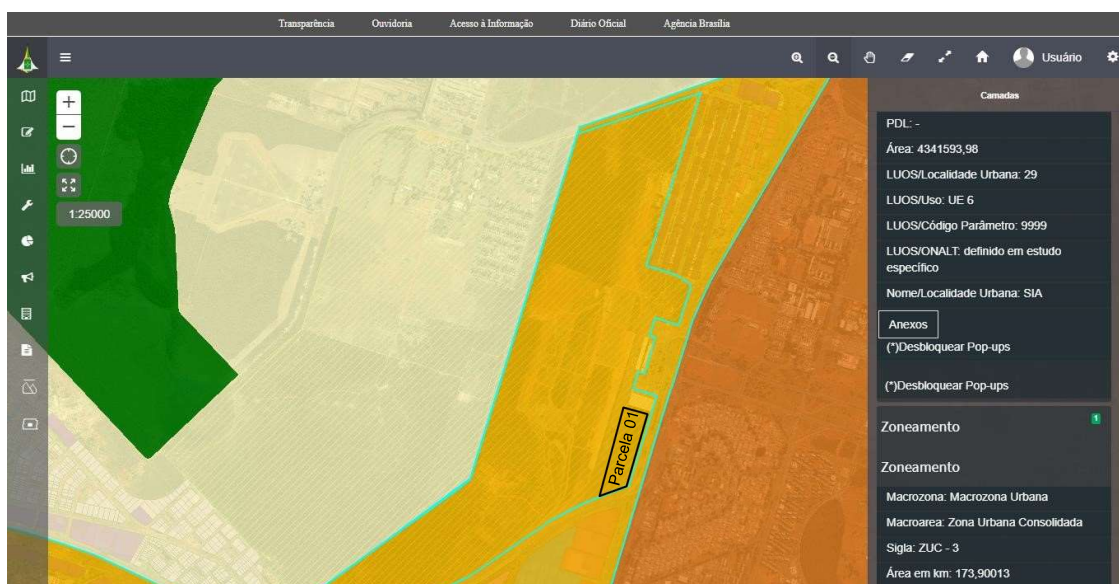 Transparência Ouvidoria Acesso à Informação Diário Oficial Agência Brasília
Usuário
+
−
1:25000
Parcela 01
Camadas
PDL: -
Área: 4341593,98
LUOS/Localidade Urbana: 29
LUOS/Uso: UE 6
LUOS/Código Parâmetro: 9999
LUOS/ONALT: definido em estudo
específico
Nome/Localidade Urbana: SIA
Anexos
(*)Desbloquear Pop-ups
(*)Desbloquear Pop-ups
Zoneamento
1
Zoneamento
Macrozona: Macrozona Urbana
Macroarea: Zona Urbana Consolidada
Sigla: ZUC - 3
Área em km: 173,90013